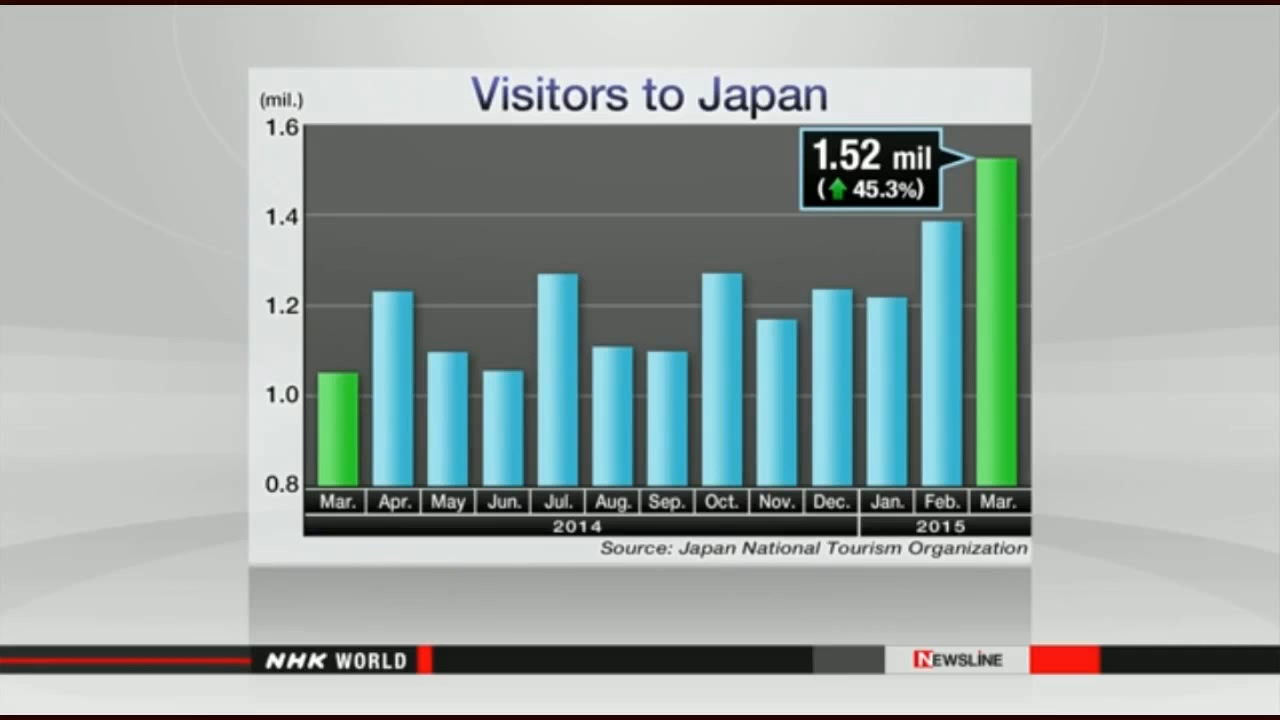 Visitors to Japan
(mil.)
1.6
1.4
1.2
1.0
0.8
1.52 mil
(↑ 45.3%)
Mar. Apr. May Jun. Jul. Aug. Sep. Oct. Nov. Dec. Jan. Feb. Mar.
2014 2015
Source: Japan National Tourism Organization
NHK WORLD
NEWSLINE